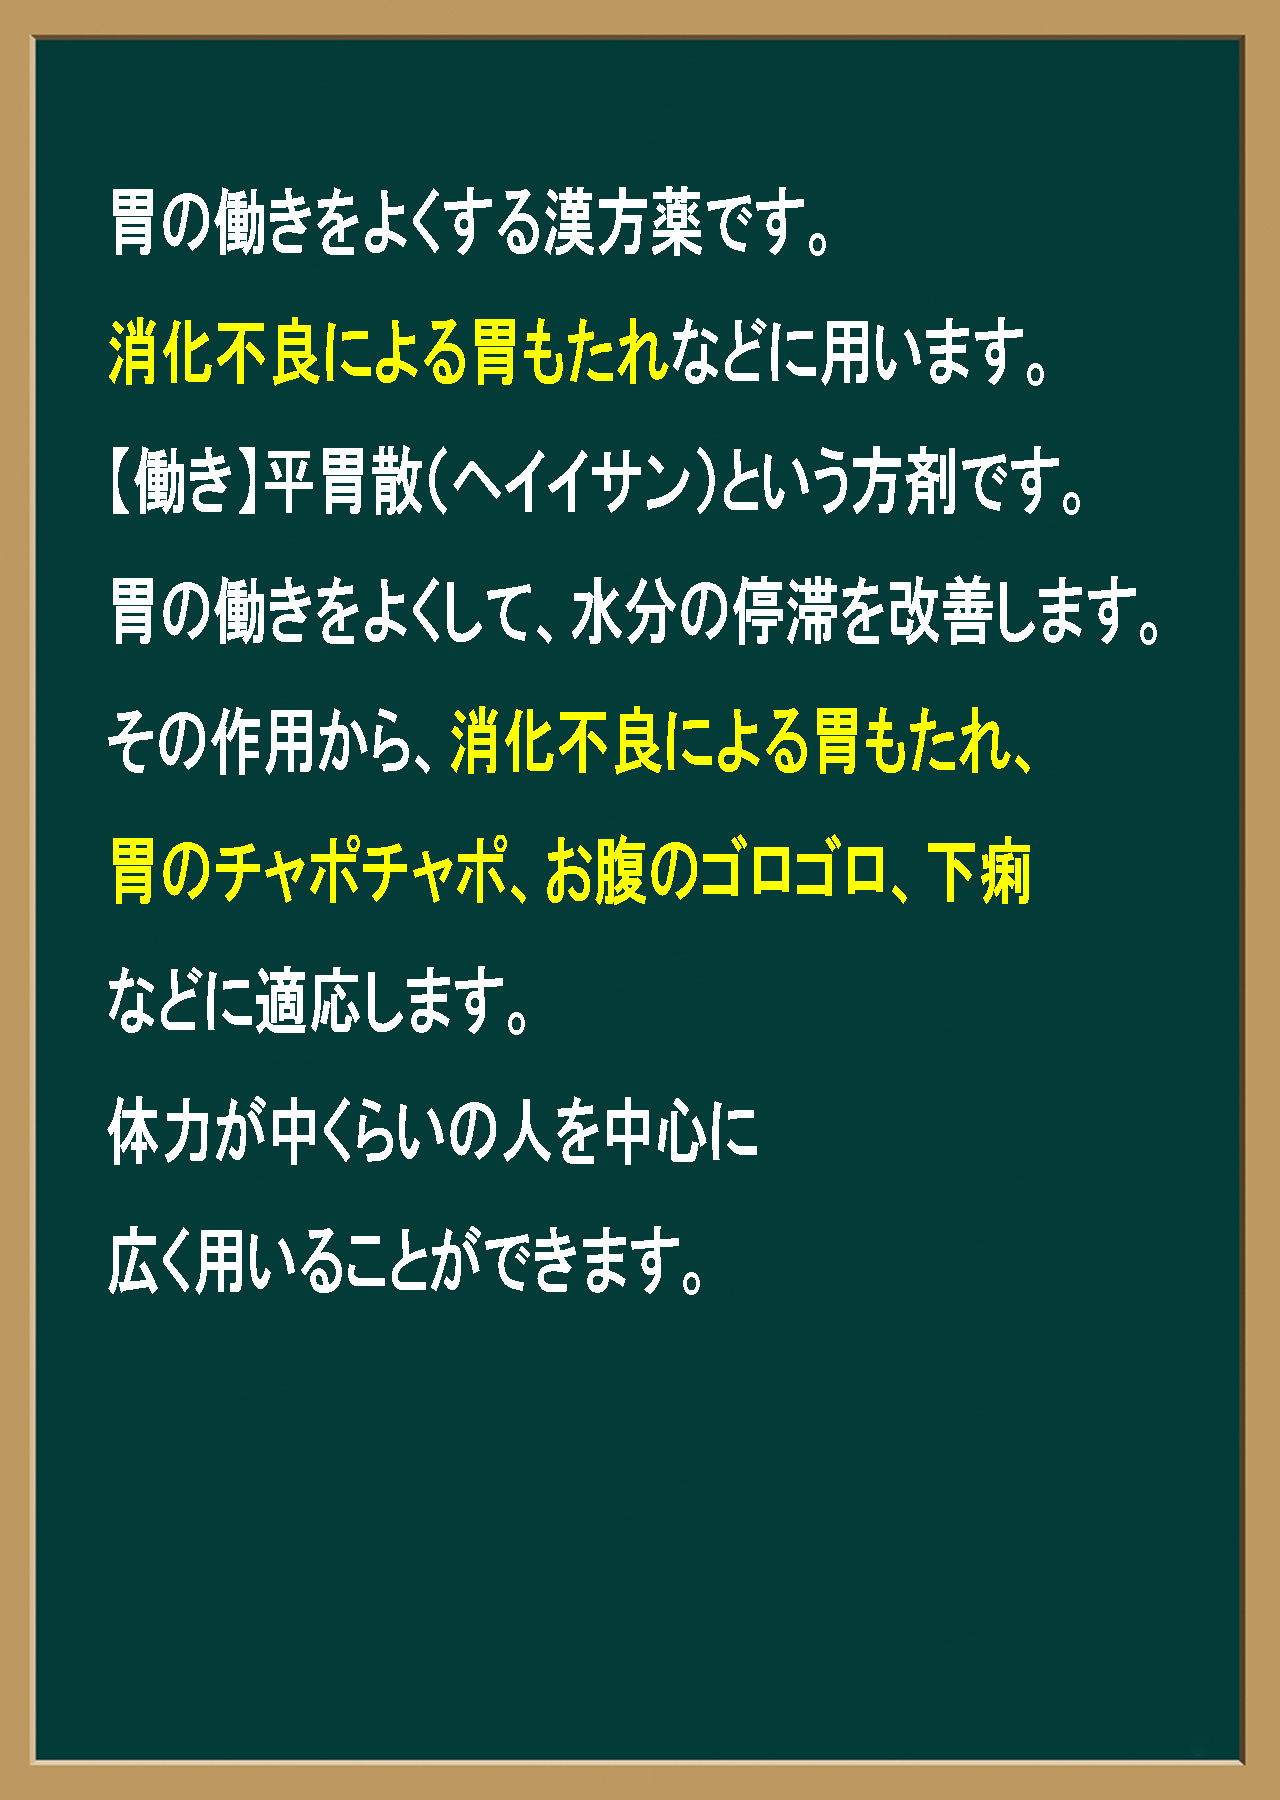 胃の働きをよくする漢方薬です。
消化不良による胃もたれなどに用います。
【働き】平胃散（ヘイイサン）という方剤です。
胃の働きをよくして、水分の停滞を改善します。
その作用から、消化不良による胃もたれ、
胃のチャポチャポ、お腹のゴロゴロ、下痢
などに適応します。
体力が中くらいの人を中心に
広く用いることができます。